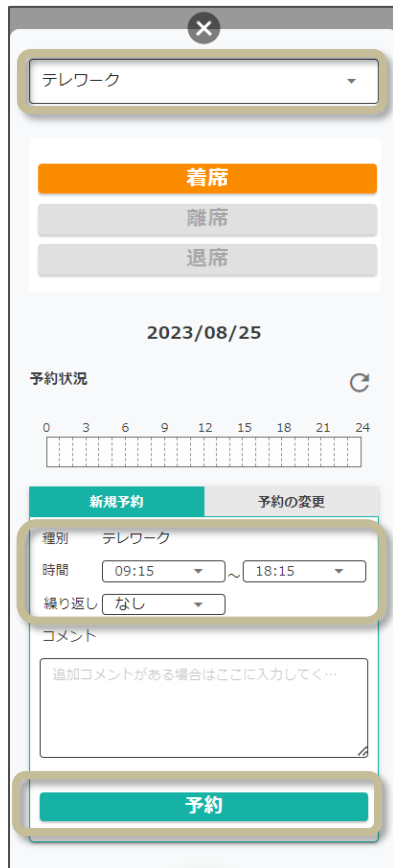 テレワーク
着席
離席
退席
2023/08/25
予約状況
0 3 6 9 12 15 18 21 24
新規予約 予約の変更
種別 テレワーク
時間 09:15 ~ 18:15
繰り返し なし
コメント
追加コメントがある場合はここに入力してく…
予約